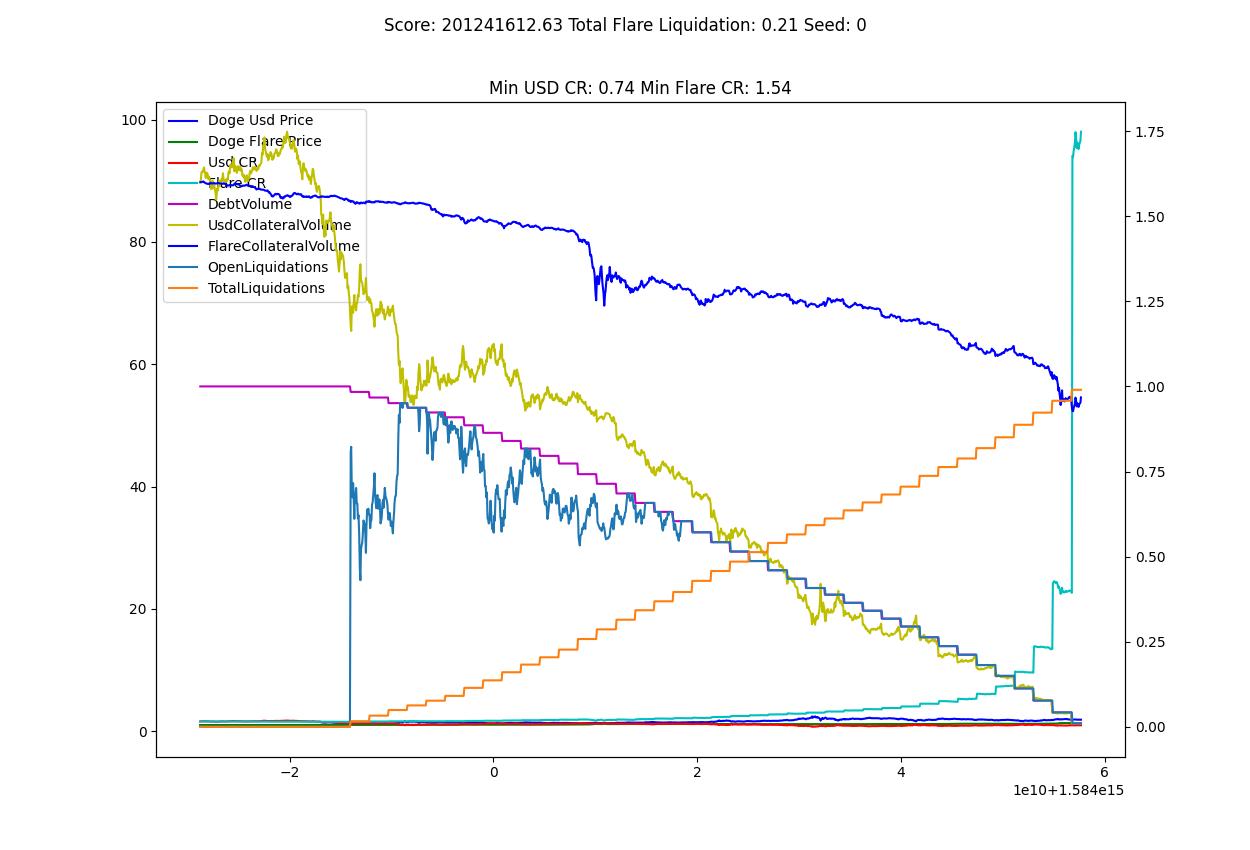 Score: 201241612.63 Total Flare Liquidation: 0.21 Seed: 0
Min USD CR: 0.74 Min Flare CR: 1.54
Doge Usd Price
Doge Flare Price
Usd CR
Flare CR
DebtVolume
UsdCollateralVolume
FlareCollateralVolume
OpenLiquidations
TotalLiquidations
100
80
60
40
20
0
1.75
1.50
1.25
1.00
0.75
0.50
0.25
0.00
−2
0
2
4
6
1e10+1.584e15